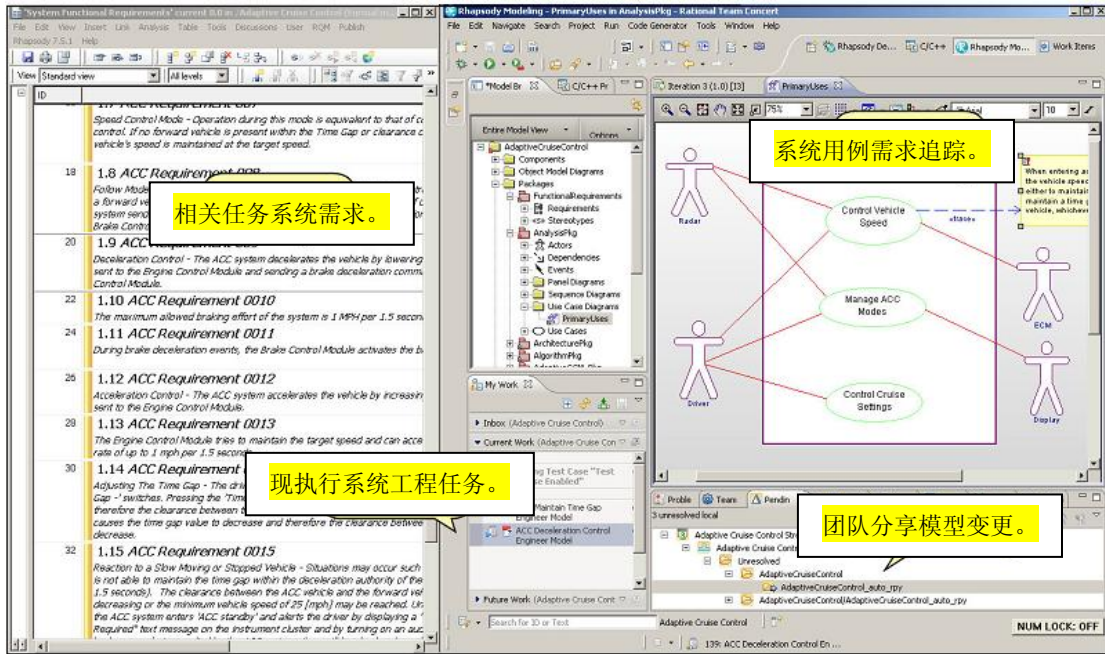 'System Functional Requirements' current 0.0 in /Adaptive Cruise Control (Formal
File Edit View Insert Link Analysis Table Tools Discussions User RQM Publish
Rhapsody 7.5.1 Help
View Standard view All levels
ID
Speed Control Mode - Operation during this mode is equivalent to that of
control. If no forward vehicle is present within the Time Gap or clearance
vehicle's speed is maintained at the target speed.
18 1.8 ACC Requirement
Follow Mode
a forward
system send
Brake Contro
相关任务系统需求。
20 1.9 ACC
Deceleration Control - The ACC system decelerates the vehicle by lowering
sent to the Engine Control Module and sending a brake deceleration comm
Control Module.
22 1.10 ACC Requirement 0010
The maximum allowed braking effort of the system is 1 MPH per 1.5 secon
24 1.11 ACC Requirement 0011
During brake deceleration events, the Brake Control Module activates the b
26 1.12 ACC Requirement 0012
Acceleration Control - The ACC system accelerates the vehicle by increasin
sent to the Engine Control Module.
28 1.13 ACC Requirement 0013
The Engine Control Module tries to maintain the target speed and can acce
rate of up to 1 mph per 1.5 second
30 1.14 ACC Requirement
Adjusting The Time Gap - The dri
Gap -' switches. Pressing the 'Tim
therefore the clearance between t
causes the time gap value to decrease and therefore the clearance betwee
decrease.
现执行系统工程任务。
32 1.15 ACC Requirement 0015
Reaction to a Slow Moving or Stopped Vehicle - Situations may occur such
is not able to maintain the time gap within the deceleration authority of the
1.5 seconds). The clearance between the ACC vehicle and the forward veh
decreasing or the minimum vehicle speed of 25 [mph] may be reached. Un
the ACC system enters 'ACC standby' and alerts the driver by displaying a
Required" text message on the instrument cluster and by turning on an aud
Rhapsody Modeling - PrimaryUses in AnalysisPkg - Rational Team Concert
File Edit Navigate Search Project Run Code Generator Tools Window Help
Rhapsody De... C/C++ Rhapsody Mo... Work Items
*Model Br C/C++ Pr
Entire Model View Options
AdaptiveCruiseControl
Components
Object Model Diagrams
Packages
FunctionalRequirements
Requirements
Stereotypes
AnalysisPkg
Actors
Dependencies
Events
Panel Diagrams
Sequence Diagrams
Use Case Diagrams
PrimaryUses
Use Cases
ArchitecturePkg
AlgorithmPkg
Iteration 3 (1.0) [13] PrimaryUses
75% Arial 10
系统用例需求追踪。
When entering
the vehicle speed
either to maintain
maintain a time g
vehicle, whichev
Radar
Control Vehicle
Speed
«trace»
ECM
Manage ACC
Modes
Driver
Control Cruise
Settings
Display
My Work
Inbox (Adaptive Cruise Control)
Current Work (Adaptive Cruise Con
Test Case "Test
Enabled"
Maintain Time Gap
Engineer Model
ACC Deceleration Control
Engineer Model
Future Work (Adaptive Cruise Cont
Proble Team Pendin
3 unresolved local
团队分享模型变更。
Adaptive Cruise Control Str
Adaptive Cruise Contr
Unresolved
AdaptiveCruiseControl
AdaptiveCruiseControl_auto_rpy
AdaptiveCruiseControl/AdaptiveCruiseControl_auto_rpy
Search for ID or Text Adaptive Cruise Control
NUM LOCK: OFF
139: ACC Deceleration Control En ...